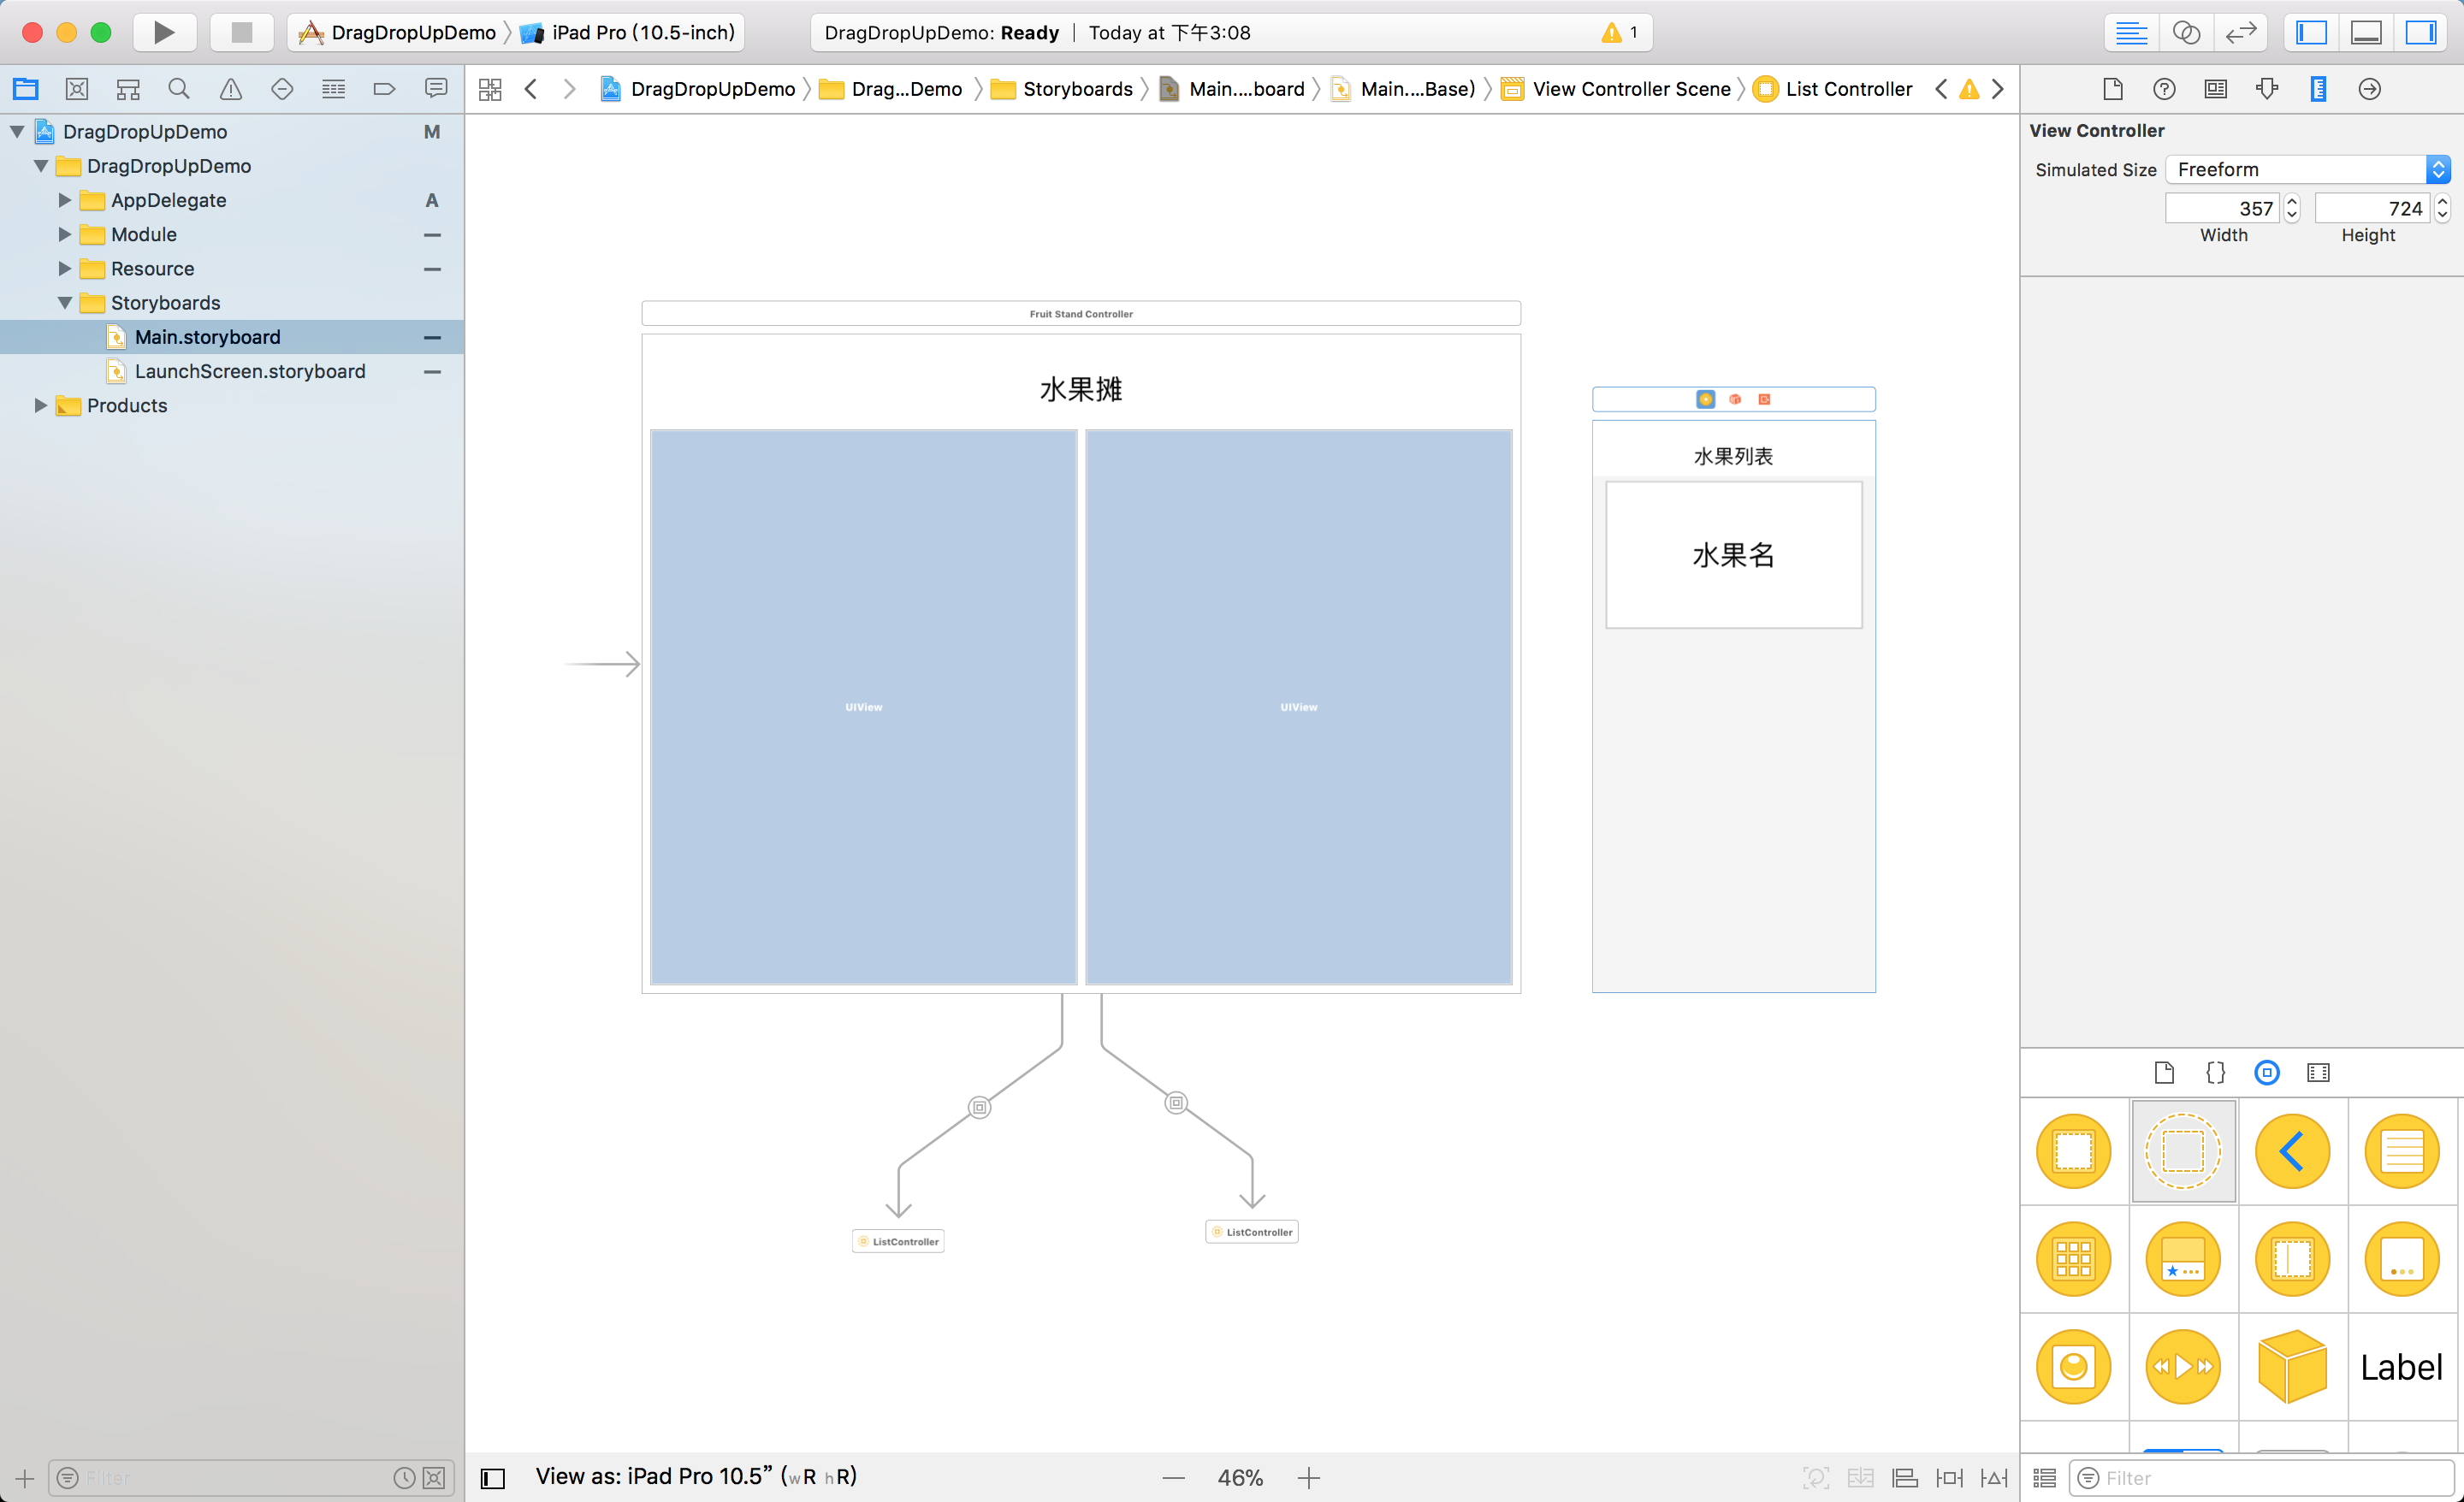 DragDropUpDemo
iPad Pro (10.5-inch)
DragDropUpDemo: Ready
Today at 下午3:08
1
DragDropUpDemo
Drag...Demo
Storyboards
Main....board
Main....Base)
View Controller Scene
List Controller
DragDropUpDemo M
DragDropUpDemo
AppDelegate A
Module
Resource
Storyboards
Main.storyboard
LaunchScreen.storyboard
Products
Filter
Fruit Stand Controller
水果摊
UIView
UIView
水果列表
水果名
ListController
ListController
View as: iPad Pro 10.5” (wR hR)
46%
View Controller
Simulated Size Freeform
357 724
Width Height
Label
Filter